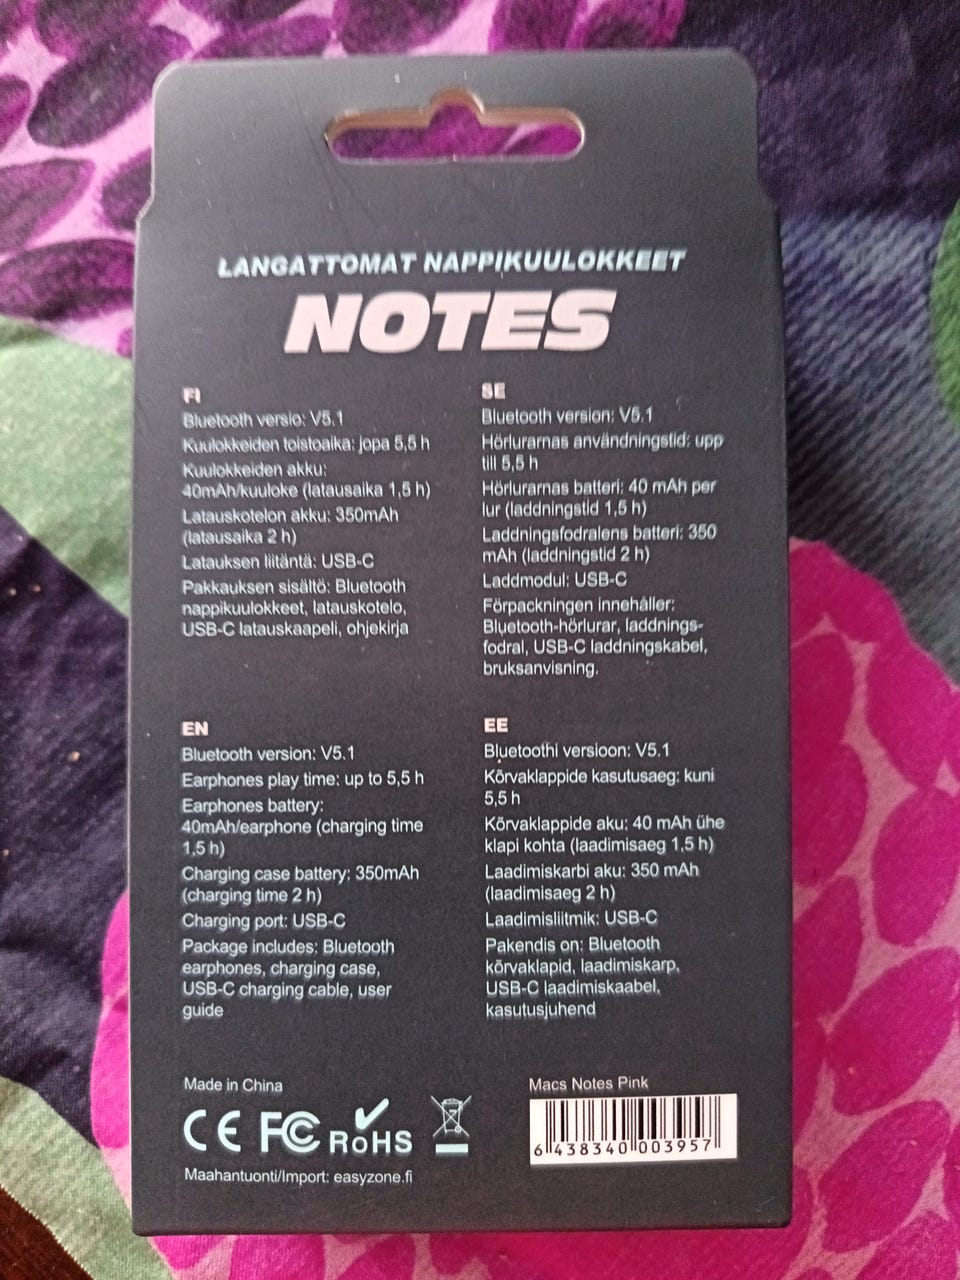 LANGATTOMAT NAPPIKUULOKKEET
NOTES
FI
Bluetooth versio: V5.1
Kuulokkeiden toistoaika: jopa 5,5 h
Kuulokkeiden akku:
40mAh/kuuloke (latausaika 1,5 h)
Latauskotelon akku: 350mAh
(latausaika 2 h)
Latauksen liitäntä: USB-C
Pakkauksen sisältö: Bluetooth
nappikuulokkeet, latauskotelo,
USB-C latauskaapeli, ohjekirja
SE
Bluetooth version: V5.1
Hörlurarnas användningstid: upp
till 5,5 h
Hörlurarnas batteri: 40 mAh per
lur (laddningstid 1,5 h)
Laddningsfodralens batteri: 350
mAh (laddningstid 2 h)
Laddmodul: USB-C
Förpackningen innehåller:
Bluetooth-hörlurar, laddnings-
fodral, USB-C laddningskabel,
bruksanvisning.
EN
Bluetooth version: V5.1
Earphones play time: up to 5,5 h
Earphones battery:
40mAh/earphone (charging time
1,5 h)
Charging case battery: 350mAh
(charging time 2 h)
Charging port: USB-C
Package includes: Bluetooth
earphones, charging case,
USB-C charging cable, user
guide
EE
Bluetoothi versioon: V5.1
Kõrvaklappide kasutusaeg: kuni
5,5 h
Kõrvaklappide aku: 40 mAh ühe
klapi kohta (laadimisaeg 1,5 h)
Laadimiskarbi aku: 350 mAh
(laadimisaeg 2 h)
Laadimisliitmik: USB-C
Pakendis on: Bluetooth
kõrvaklapid, laadimiskarp,
USB-C laadimiskaabel,
kasutusjuhend
Made in China
CE FC RoHS
Maahantuonti/Import: easyzone.fi
Macs Notes Pink
6 438340 003957